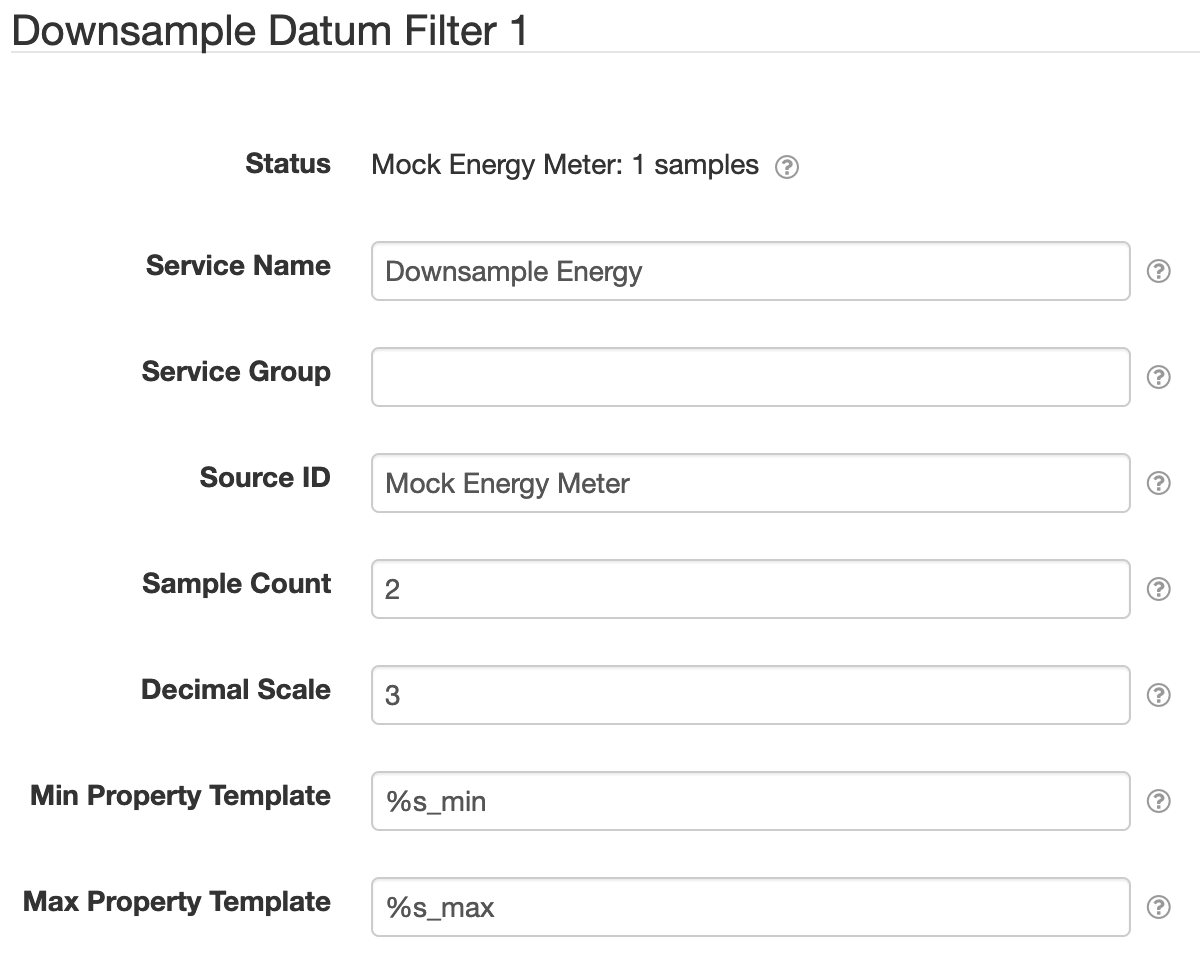 Downsample Datum Filter 1
Status Mock Energy Meter: 1 samples ?
Service Name Downsample Energy ?
Service Group ?
Source ID Mock Energy Meter ?
Sample Count 2 ?
Decimal Scale 3 ?
Min Property Template %s_min ?
Max Property Template %s_max ?